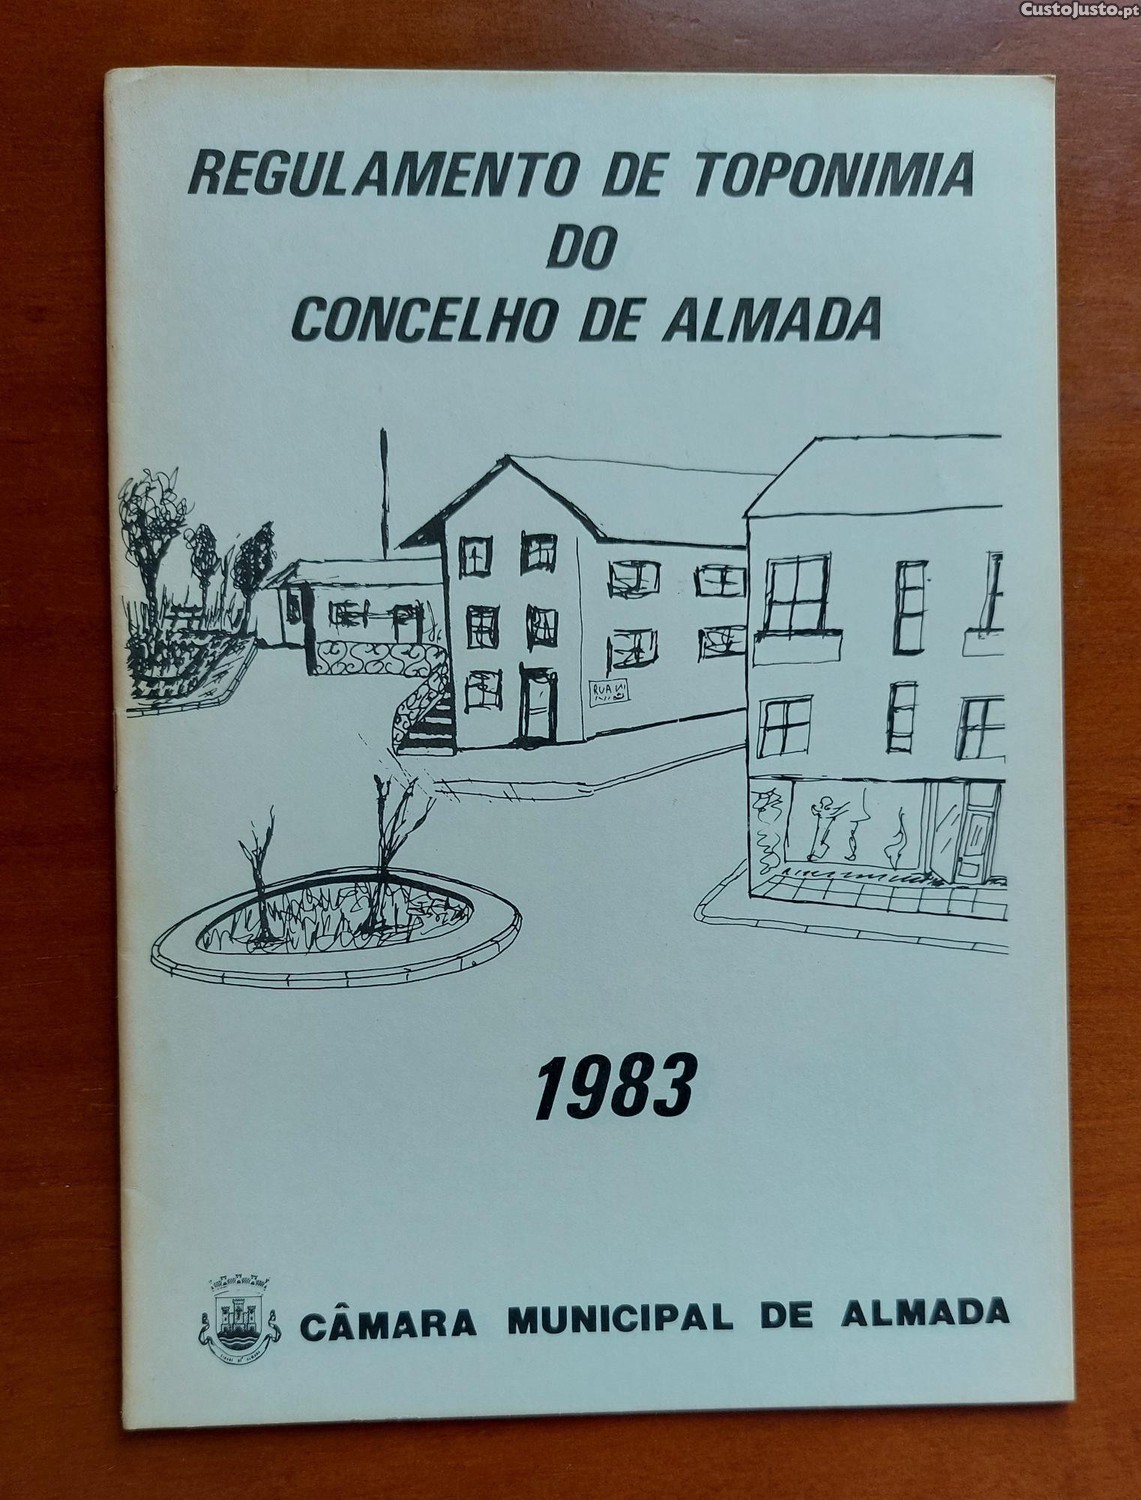 CustoJusto.pt
REGULAMENTO DE TOPONIMIA
DO
CONCELHO DE ALMADA
RUA
1983
CÂMARA MUNICIPAL DE ALMADA